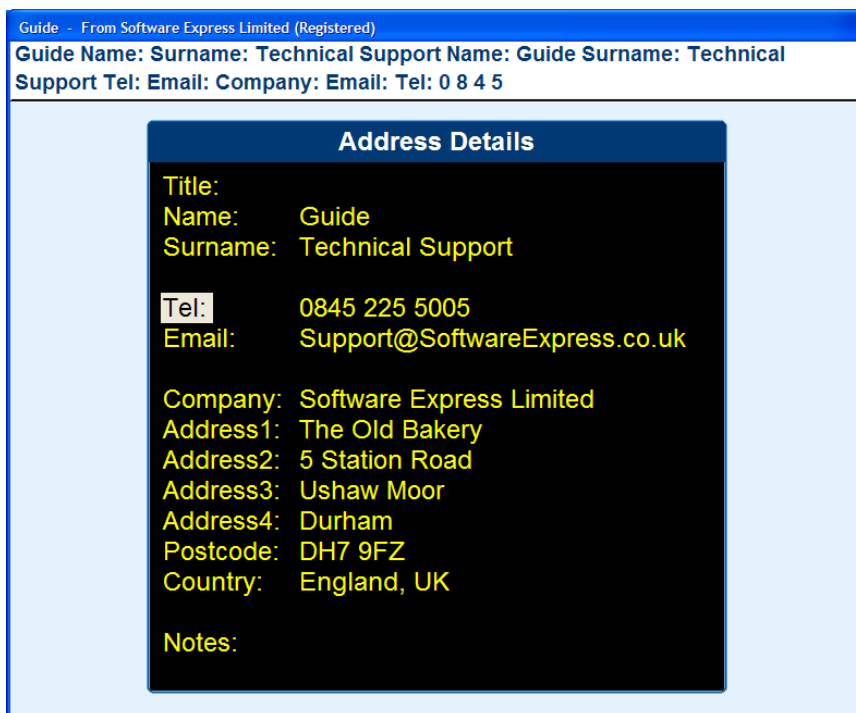 Guide - From Software Express Limited (Registered)
Guide Name: Surname: Technical Support Name: Guide Surname: Technical
Support Tel: Email: Company: Email: Tel: 0 8 4 5
Address Details
Title:
Name: Guide
Surname: Technical Support
Tel: 0845 225 5005
Email: Support@SoftwareExpress.co.uk
Company: Software Express Limited
Address1: The Old Bakery
Address2: 5 Station Road
Address3: Ushaw Moor
Address4: Durham
Postcode: DH7 9FZ
Country: England, UK
Notes: